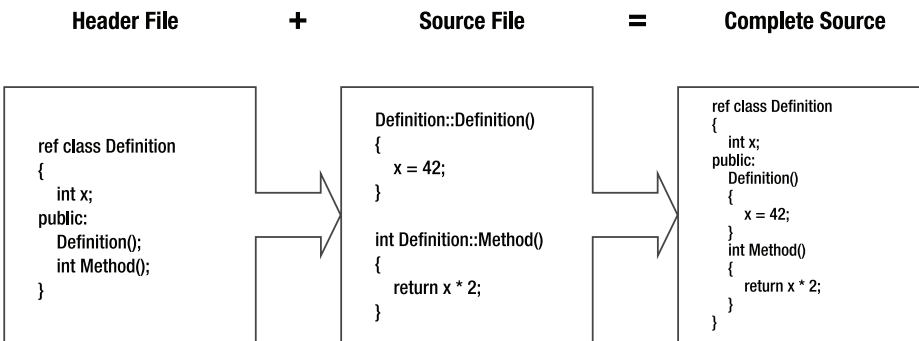 Header File + Source File = Complete Source
ref class Definition
{
int x;
public:
Definition();
int Method();
}
Definition::Definition()
{
x = 42;
}
int Definition::Method()
{
return x * 2;
}
ref class Definition
{
int x;
public:
Definition()
{
x = 42;
}
int Method()
{
return x * 2;
}
}